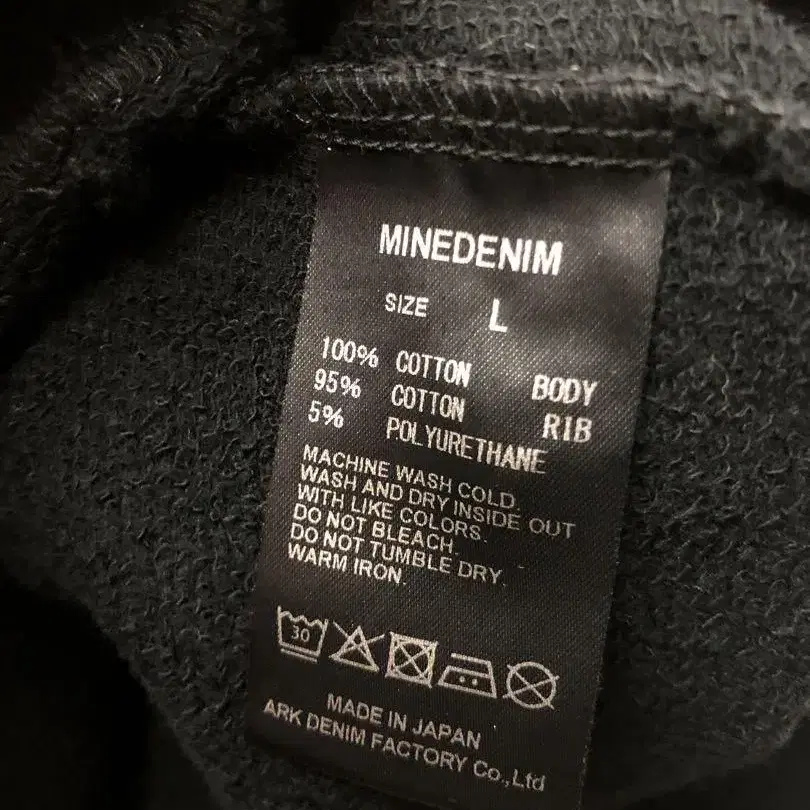 MINEDENIM
SIZE L
100% COTTON BODY
95% COTTON RIB
5% POLYURETHANE
MACHINE WASH COLD.
WASH AND DRY INSIDE OUT
WITH LIKE COLORS.
DO NOT BLEACH.
DO NOT TUMBLE DRY.
WARM IRON.
30
MADE IN JAPAN
ARK DENIM FACTORY Co.,Ltd